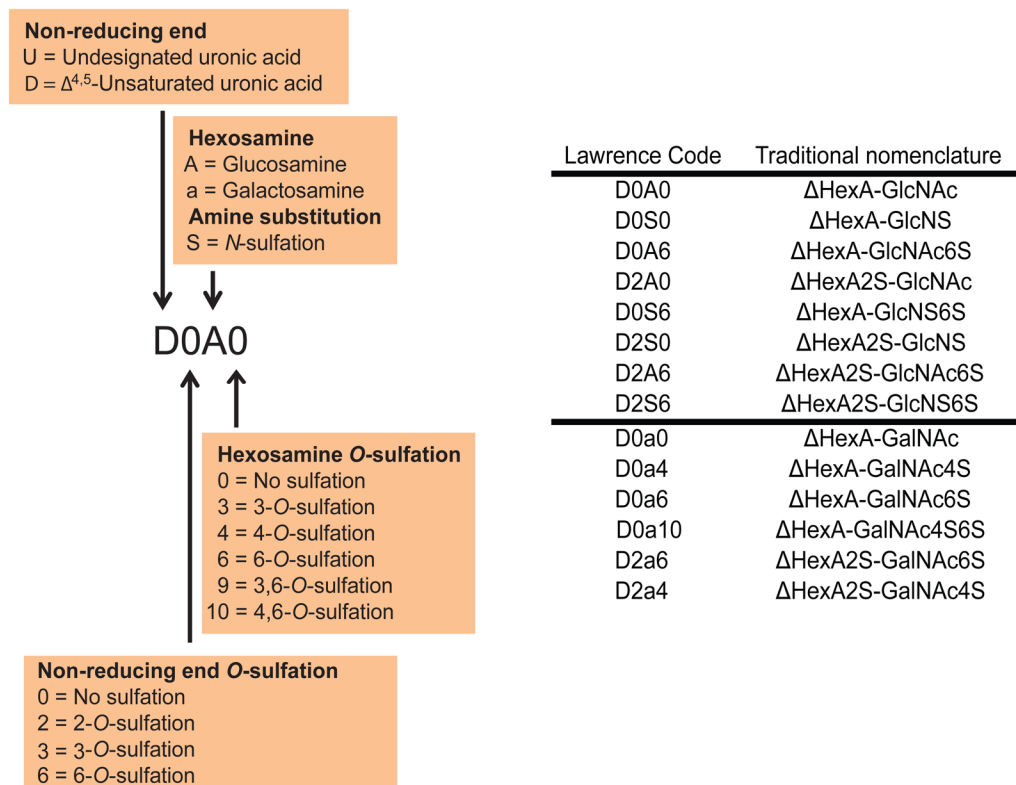 Non-reducing end
U = Undesignated uronic acid
D = Δ4,5-Unsaturated uronic acid
Hexosamine
A = Glucosamine
a = Galactosamine
Amine substitution
S = N-sulfation
D0A0
Hexosamine O-sulfation
0 = No sulfation
3 = 3-O-sulfation
4 = 4-O-sulfation
6 = 6-O-sulfation
9 = 3,6-O-sulfation
10 = 4,6-O-sulfation
Non-reducing end O-sulfation
0 = No sulfation
2 = 2-O-sulfation
3 = 3-O-sulfation
6 = 6-O-sulfation
Lawrence Code Traditional nomenclature
D0A0 ΔHexA-GlcNAc
D0S0 ΔHexA-GlcNS
D0A6 ΔHexA-GlcNAc6S
D2A0 ΔHexA2S-GlcNAc
D0S6 ΔHexA-GlcNS6S
D2S0 ΔHexA2S-GlcNS
D2A6 ΔHexA2S-GlcNAc6S
D2S6 ΔHexA2S-GlcNS6S
D0a0 ΔHexA-GalNAc
D0a4 ΔHexA-GalNAc4S
D0a6 ΔHexA-GalNAc6S
D0a10 ΔHexA-GalNAc4S6S
D2a6 ΔHexA2S-GalNAc6S
D2a4 ΔHexA2S-GalNAc4S